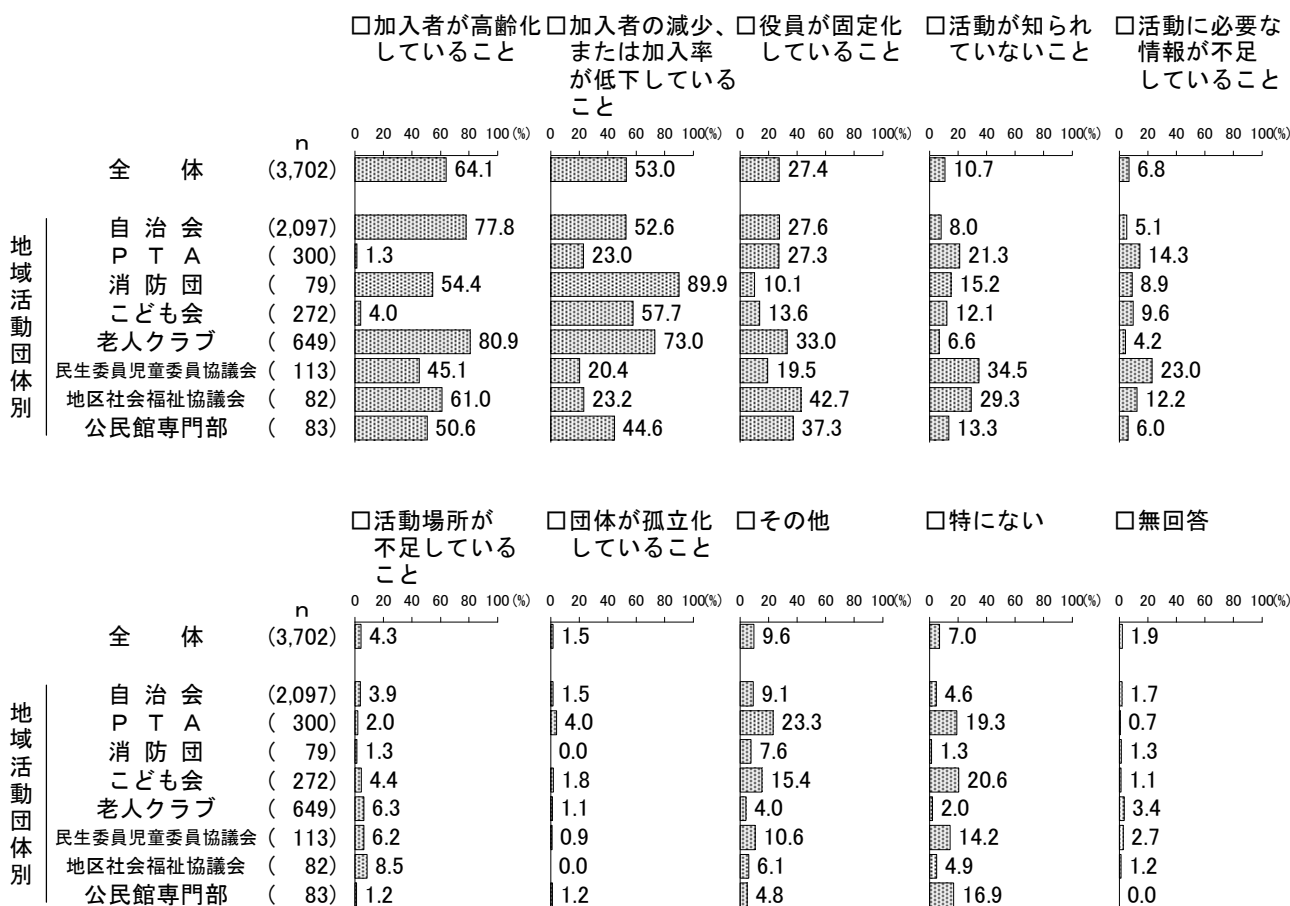 □加入者が高齢化していること
□加入者の減少、または加入率が低下していること
□役員が固定化していること
□活動が知られていないこと
□活動に必要な情報が不足していること
n 0 20 40 60 80 100(%) 0 20 40 60 80 100(%) 0 20 40 60 80 100(%) 0 20 40 60 80 100(%) 0 20 40 60 80 100(%)
全体 (3,702) 64.1 53.0 27.4 10.7 6.8
地域活動団体別
自治会 (2,097) 77.8 52.6 27.6 8.0 5.1
PTA ( 300) 1.3 23.0 27.3 21.3 14.3
消防団 ( 79) 54.4 89.9 10.1 15.2 8.9
こども会 ( 272) 4.0 57.7 13.6 12.1 9.6
老人クラブ ( 649) 80.9 73.0 33.0 6.6 4.2
民生委員児童委員協議会 ( 113) 45.1 20.4 19.5 34.5 23.0
地区社会福祉協議会 ( 82) 61.0 23.2 42.7 29.3 12.2
公民館専門部 ( 83) 50.6 44.6 37.3 13.3 6.0
□活動場所が不足していること
□団体が孤立化していること
□その他
□特にない
□無回答
n 0 20 40 60 80 100(%) 0 20 40 60 80 100(%) 0 20 40 60 80 100(%) 0 20 40 60 80 100(%) 0 20 40 60 80 100(%)
全体 (3,702) 4.3 1.5 9.6 7.0 1.9
地域活動団体別
自治会 (2,097) 3.9 1.5 9.1 4.6 1.7
PTA ( 300) 2.0 4.0 23.3 19.3 0.7
消防団 ( 79) 1.3 0.0 7.6 1.3 1.3
こども会 ( 272) 4.4 1.8 15.4 20.6 1.1
老人クラブ ( 649) 6.3 1.1 4.0 2.0 3.4
民生委員児童委員協議会 ( 113) 6.2 0.9 10.6 14.2 2.7
地区社会福祉協議会 ( 82) 8.5 0.0 6.1 4.9 1.2
公民館専門部 ( 83) 1.2 1.2 4.8 16.9 0.0